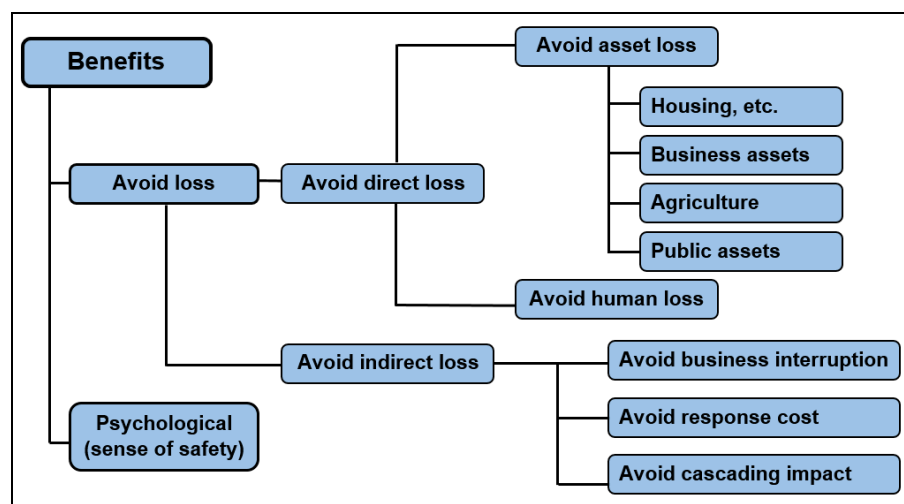 Benefits
Avoid asset loss
Housing, etc.
Business assets
Avoid loss
Avoid direct loss
Agriculture
Public assets
Avoid human loss
Avoid indirect loss
Avoid business interruption
Avoid response cost
Psychological
(sense of safety)
Avoid cascading impact